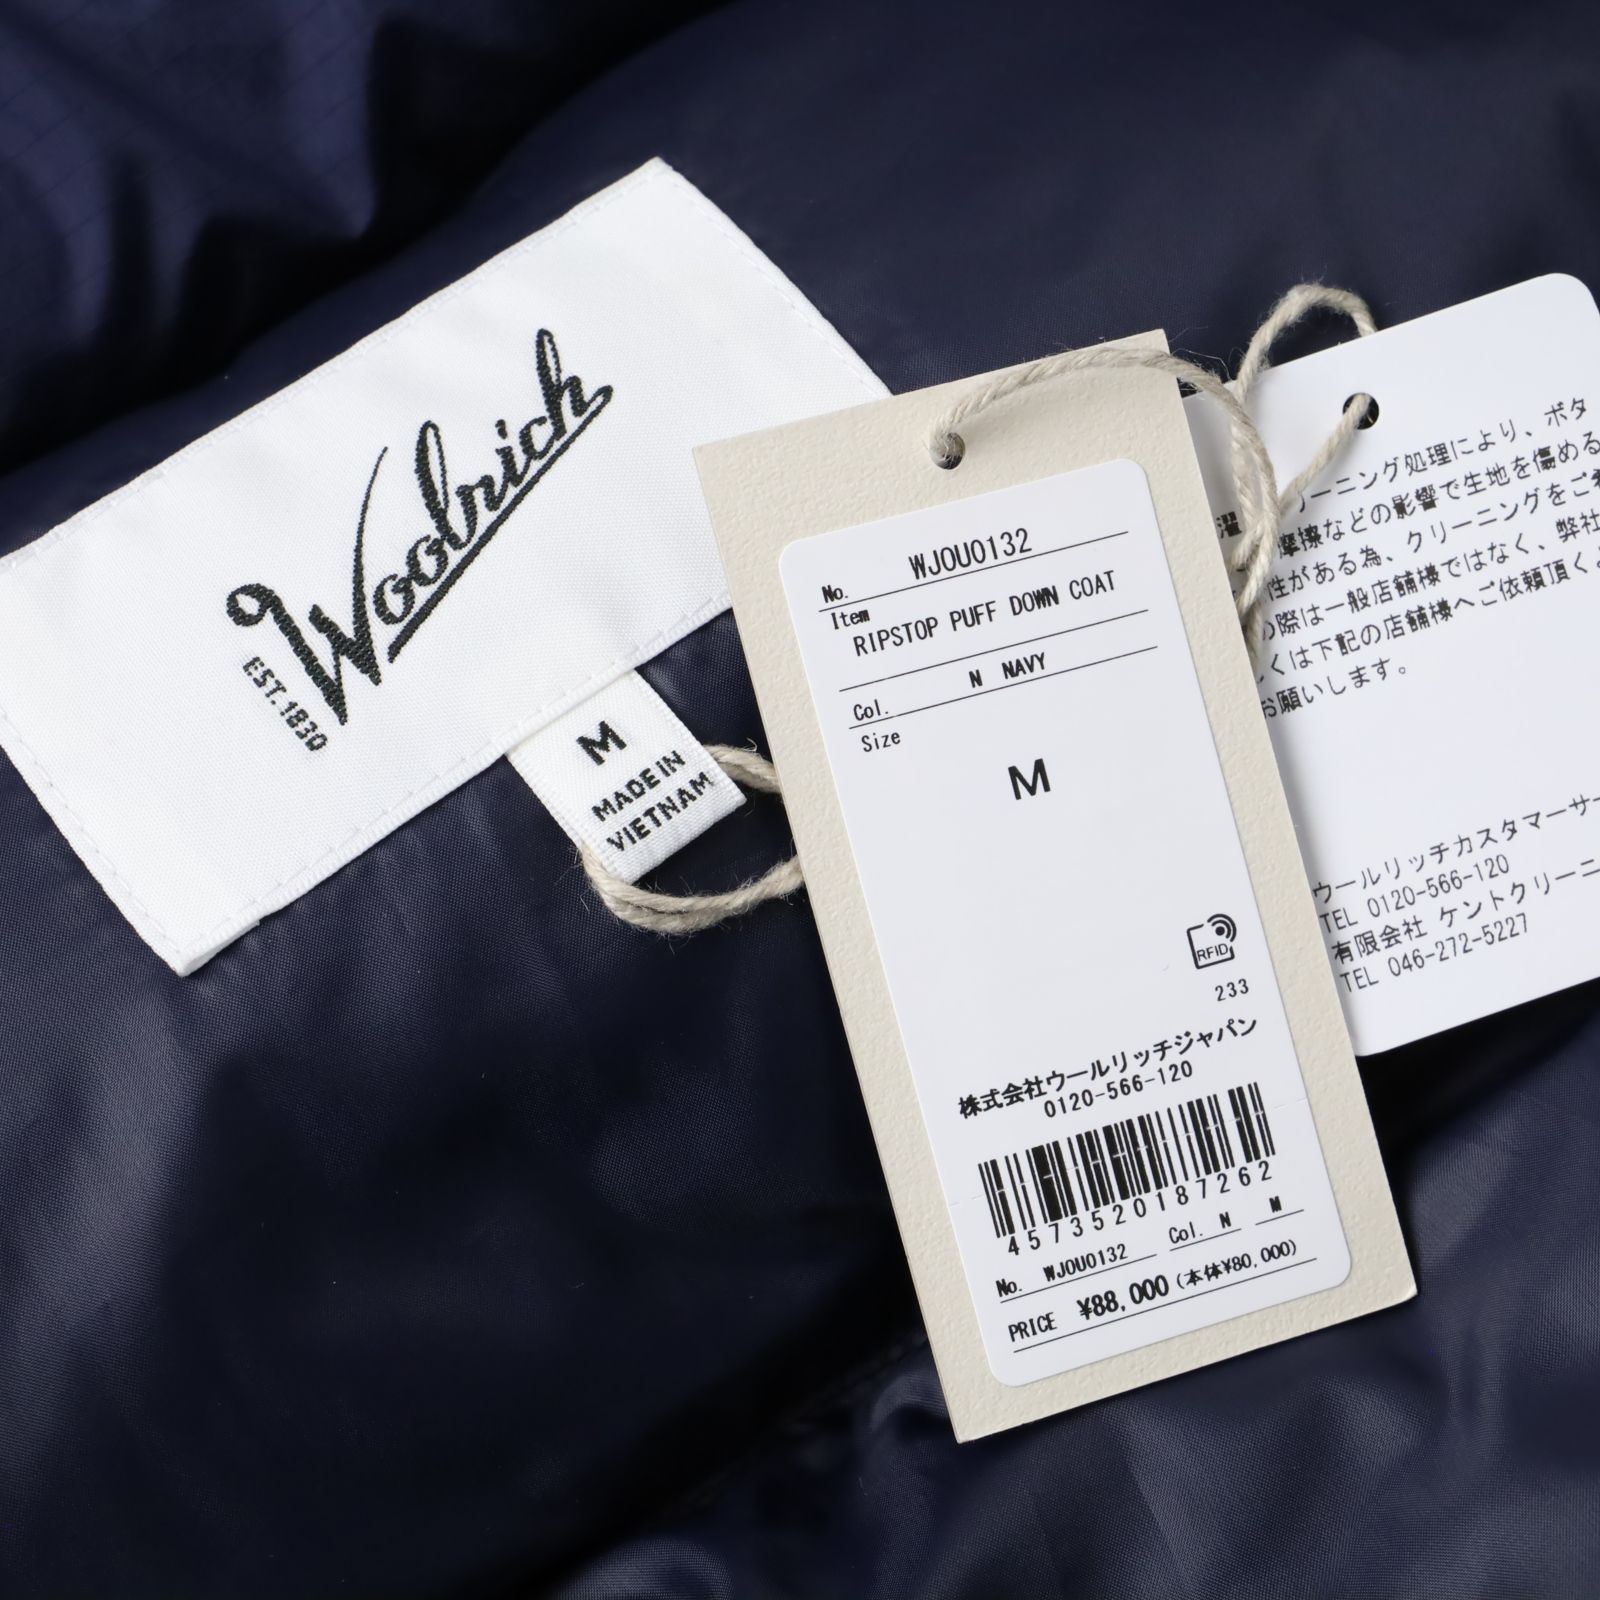 Woolrich
EST. 1830
M
MADE IN
VIETNAM
No. WJOU0132
Item
RIPSTOP PUFF DOWN COAT
Col. N NAVY
Size
M
RFID
233
株式会社ウールリッチジャパン
0120-566-120
4573520187262
No. WJOU0132 Col. N M
PRICE ¥88,000 (本体¥80,000)
濯
ーニング処理により、ボタ
摩擦などの影響で生地を傷める
性がある為、クリーニングをご
の際は一般店舗様ではなく、弊社
くは下記の店舗様へご依頼頂く
お願いします。
ウールリッチカスタマーサー
TEL 0120-566-120
有限会社 ケントクリーニ
TEL 046-272-5227